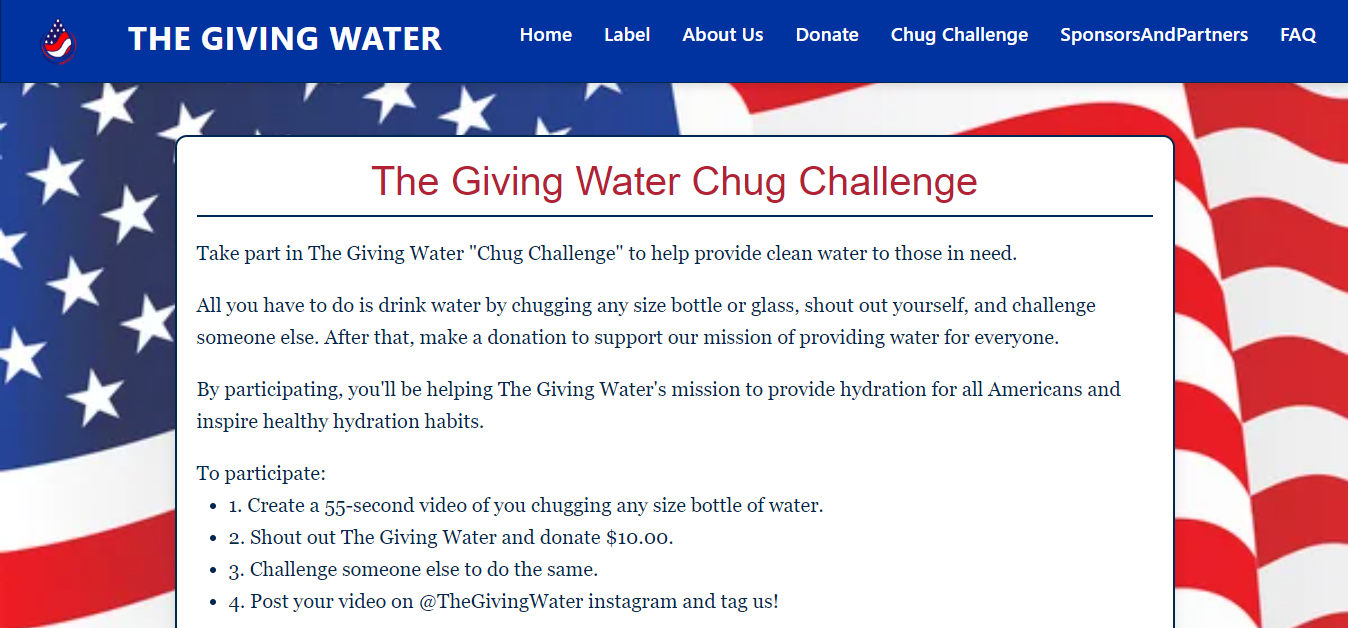 THE GIVING WATER
Home Label About Us Donate Chug Challenge SponsorsAndPartners FAQ
The Giving Water Chug Challenge
Take part in The Giving Water "Chug Challenge" to help provide clean water to those in need.
All you have to do is drink water by chugging any size bottle or glass, shout out yourself, and challenge
someone else. After that, make a donation to support our mission of providing water for everyone.
By participating, you'll be helping The Giving Water's mission to provide hydration for all Americans and
inspire healthy hydration habits.
To participate:
• 1. Create a 55-second video of you chugging any size bottle of water.
• 2. Shout out The Giving Water and donate $10.00.
• 3. Challenge someone else to do the same.
• 4. Post your video on @TheGivingWater instagram and tag us!